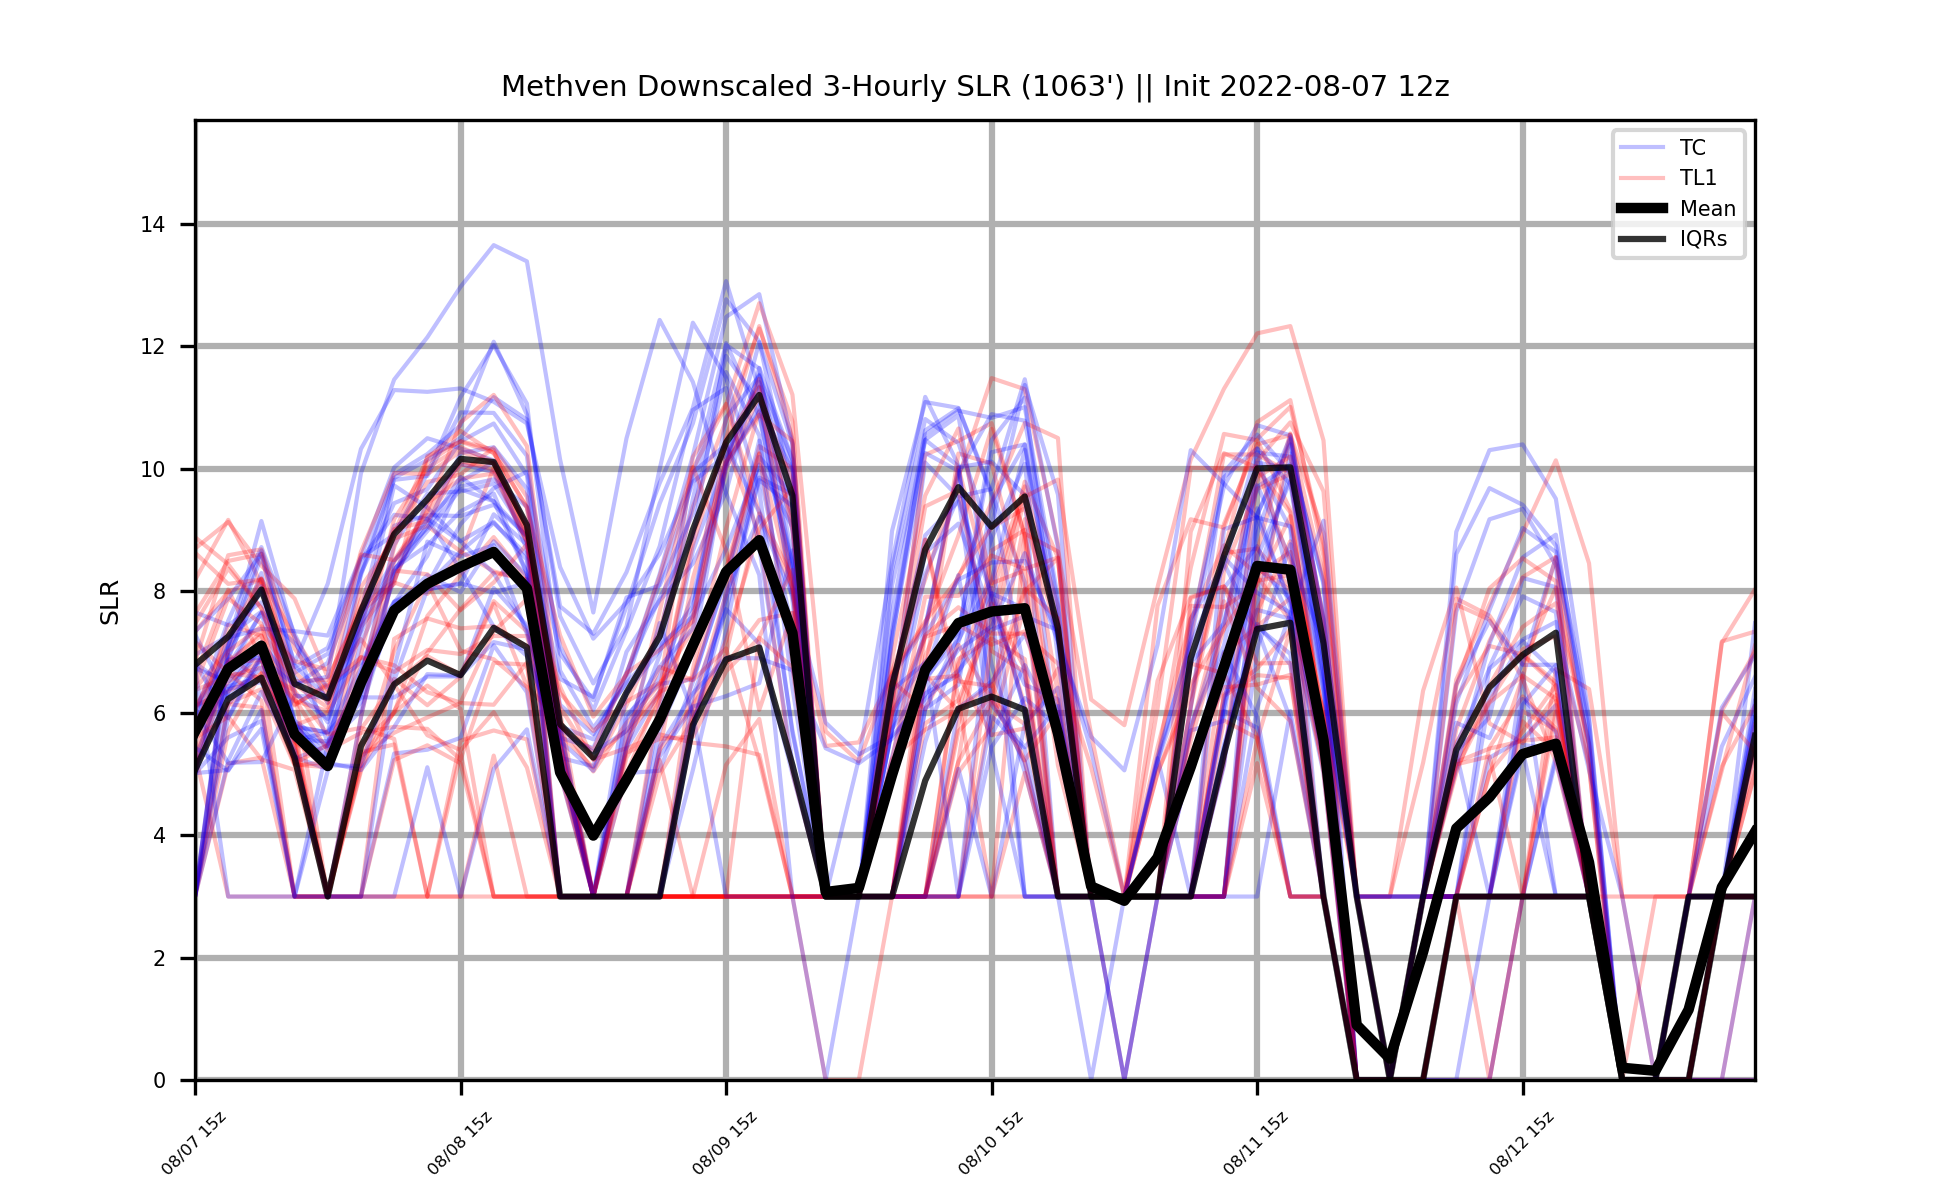 Methven Downscaled 3-Hourly SLR (1063') || Init 2022-08-07 12z
TC
TL1
Mean
IQRs
SLR
14
12
10
8
6
4
2
0
08/07 15z
08/08 15z
08/09 15z
08/10 15z
08/11 15z
08/12 15z